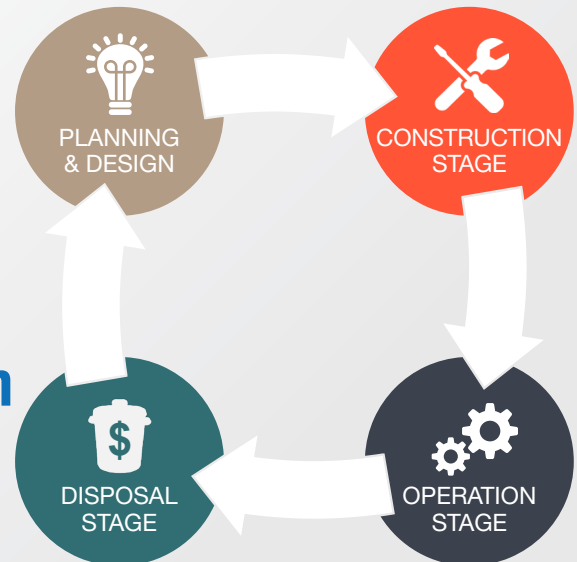 PLANNING
& DESIGN
CONSTRUCTION
STAGE
DISPOSAL
STAGE
$
OPERATION
STAGE